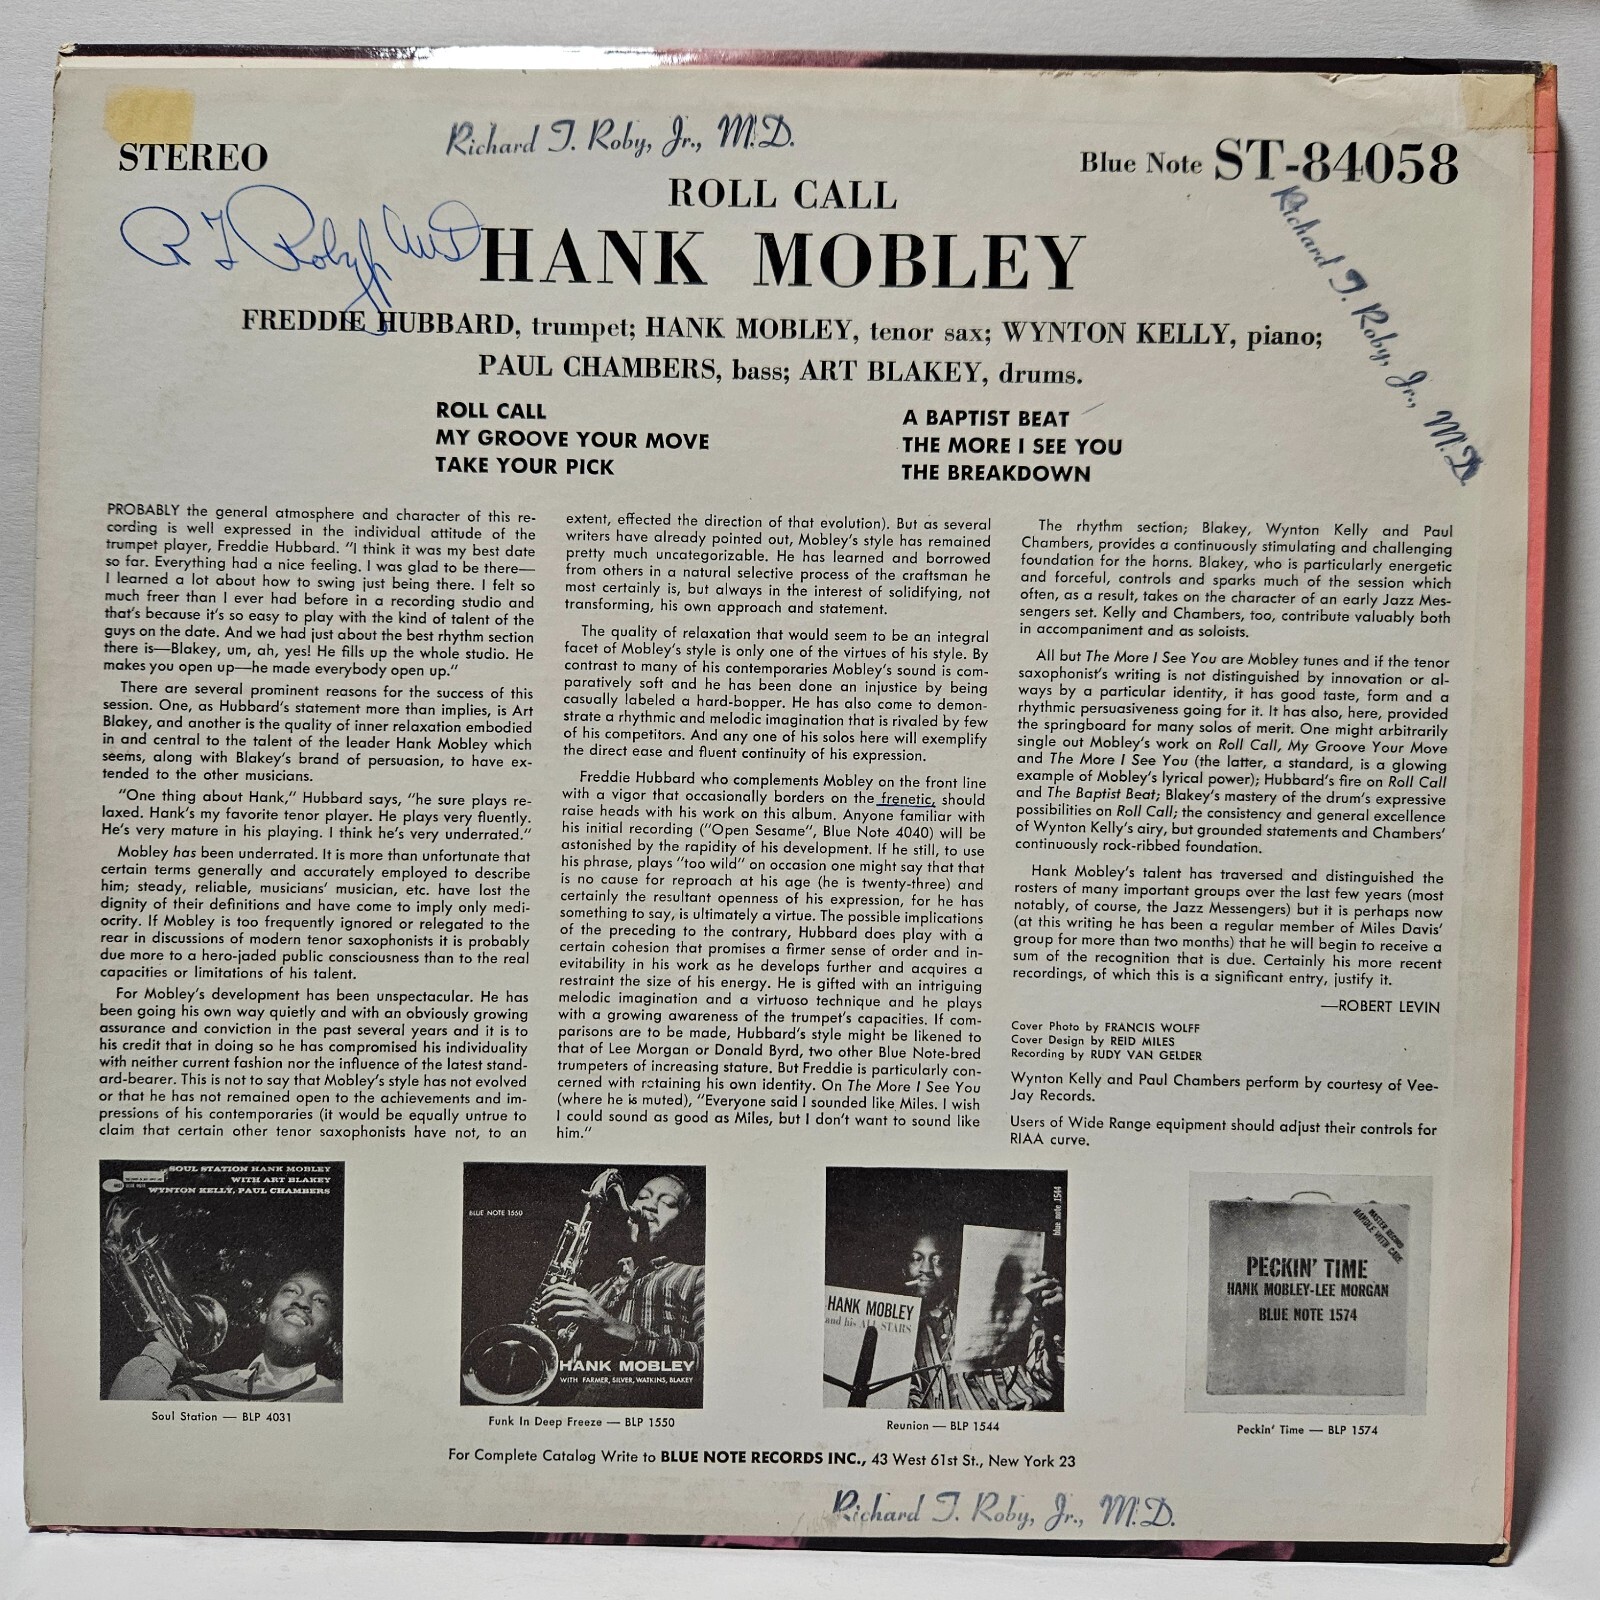 Richard T. Roby, Jr., M.D.
STEREO
Blue Note ST-84058
ROLL CALL
R T Roby Jr MD
HANK MOBLEY
Richard T. Roby, Jr., M.D.
FREDDIE HUBBARD, trumpet; HANK MOBLEY, tenor sax; WYNTON KELLY, piano;
PAUL CHAMBERS, bass; ART BLAKEY, drums.
ROLL CALL
MY GROOVE YOUR MOVE
TAKE YOUR PICK
A BAPTIST BEAT
THE MORE I SEE YOU
THE BREAKDOWN
PROBABLY the general atmosphere and character of this re-
cording is well expressed in the individual attitude of the
trumpet player, Freddie Hubbard. "I think it was my best date
so far. Everything had a nice feeling. I was glad to be there—
I learned a lot about how to swing just being there. I felt so
much freer than I ever had before in a recording studio and
that's because it's so easy to play with the kind of talent of the
guys on the date. And we had just about the best rhythm section
there is—Blakey, um, ah, yes! He fills up the whole studio. He
makes you open up—he made everybody open up."
There are several prominent reasons for the success of this
session. One, as Hubbard's statement more than implies, is Art
Blakey, and another is the quality of inner relaxation embodied
in and central to the talent of the leader Hank Mobley which
seems, along with Blakey's brand of persuasion, to have ex-
tended to the other musicians.
"One thing about Hank," Hubbard says, "he sure plays re-
laxed. Hank's my favorite tenor player. He plays very fluently.
He's very mature in his playing. I think he's very underrated."
Mobley has been underrated. It is more than unfortunate that
certain terms generally and accurately employed to describe
him; steady, reliable, musicians' musician, etc. have lost the
dignity of their definitions and have come to imply only medi-
ocrity. If Mobley is too frequently ignored or relegated to the
rear in discussions of modern tenor saxophonists it is probably
due more to a hero-jaded public consciousness than to the real
capacities or limitations of his talent.
For Mobley's development has been unspectacular. He has
been going his own way quietly and with an obviously growing
assurance and conviction in the past several years and it is to
his credit that in doing so he has compromised his individuality
with neither current fashion nor the influence of the latest stand-
ard-bearer. This is not to say that Mobley's style has not evolved
or that he has not remained open to the achievements and im-
pressions of his contemporaries (it would be equally untrue to
claim that certain other tenor saxophonists have not, to an
extent, effected the direction of that evolution). But as several
writers have already pointed out, Mobley's style has remained
pretty much uncategorizable. He has learned and borrowed
from others in a natural selective process of the craftsman he
most certainly is, but always in the interest of solidifying, not
transforming, his own approach and statement.
The quality of relaxation that would seem to be an integral
facet of Mobley's style is only one of the virtues of his style. By
contrast to many of his contemporaries Mobley's sound is com-
paratively soft and he has been done an injustice by being
casually labeled a hard-bopper. He has also come to demon-
strate a rhythmic and melodic imagination that is rivaled by few
of his competitors. And any one of his solos here will exemplify
the direct ease and fluent continuity of his expression.
Freddie Hubbard who complements Mobley on the front line
with a vigor that occasionally borders on the frenetic, should
raise heads with his work on this album. Anyone familiar with
his initial recording ("Open Sesame", Blue Note 4040) will be
astonished by the rapidity of his development. If he still, to use
his phrase, plays "too wild" on occasion one might say that that
is no cause for reproach at his age (he is twenty-three) and
certainly the resultant openness of his expression, for he has
something to say, is ultimately a virtue. The possible implications
of the preceding to the contrary, Hubbard does play with a
certain cohesion that promises a firmer sense of order and in-
evitability in his work as he develops further and acquires a
restraint the size of his energy. He is gifted with an intriguing
melodic imagination and a virtuoso technique and he plays
with a growing awareness of the trumpet's capacities. If com-
parisons are to be made, Hubbard's style might be likened to
that of Lee Morgan or Donald Byrd, two other Blue Note-bred
trumpeters of increasing stature. But Freddie is particularly con-
cerned with retaining his own identity. On The More I See You
(where he is muted), "Everyone said I sounded like Miles. I wish
I could sound as good as Miles, but I don't want to sound like
him."
The rhythm section; Blakey, Wynton Kelly and Paul
Chambers, provides a continuously stimulating and challenging
foundation for the horns. Blakey, who is particularly energetic
and forceful, controls and sparks much of the session which
often, as a result, takes on the character of an early Jazz Mes-
sengers set. Kelly and Chambers, too, contribute valuably both
in accompaniment and as soloists.
All but The More I See You are Mobley tunes and if the tenor
saxophonist's writing is not distinguished by innovation or al-
ways by a particular identity, it has good taste, form and a
rhythmic persuasiveness going for it. It has also, here, provided
the springboard for many solos of merit. One might arbitrarily
single out Mobley's work on Roll Call, My Groove Your Move
and The More I See You (the latter, a standard, is a glowing
example of Mobley's lyrical power); Hubbard's fire on Roll Call
and The Baptist Beat; Blakey's mastery of the drum's expressive
possibilities on Roll Call; the consistency and general excellence
of Wynton Kelly's airy, but grounded statements and Chambers'
continuously rock-ribbed foundation.
Hank Mobley's talent has traversed and distinguished the
rosters of many important groups over the last few years (most
notably, of course, the Jazz Messengers) but it is perhaps now
(at this writing he has been a regular member of Miles Davis'
group for more than two months) that he will begin to receive a
sum of the recognition that is due. Certainly his more recent
recordings, of which this is a significant entry, justify it.
—ROBERT LEVIN
Cover Photo by FRANCIS WOLFF
Cover Design by REID MILES
Recording by RUDY VAN GELDER
Wynton Kelly and Paul Chambers perform by courtesy of Vee-
Jay Records.
Users of Wide Range equipment should adjust their controls for
RIAA curve.
SOUL STATION HANK MOBLEY
WITH ART BLAKEY
WYNTON KELLY, PAUL CHAMBERS
BLUE NOTE 1550
HANK MOBLEY
WITH FARMER, SILVER, WATKINS, BLAKEY
blue note 1544
HANK MOBLEY
and his ALL STARS
MASTER RECORD
HANDLE WITH CARE
PECKIN' TIME
HANK MOBLEY-LEE MORGAN
BLUE NOTE 1574
Soul Station — BLP 4031
Funk In Deep Freeze — BLP 1550
Reunion — BLP 1544
Peckin' Time — BLP 1574
For Complete Catalog Write to BLUE NOTE RECORDS INC., 43 West 61st St., New York 23
Richard T. Roby, Jr., M.D.